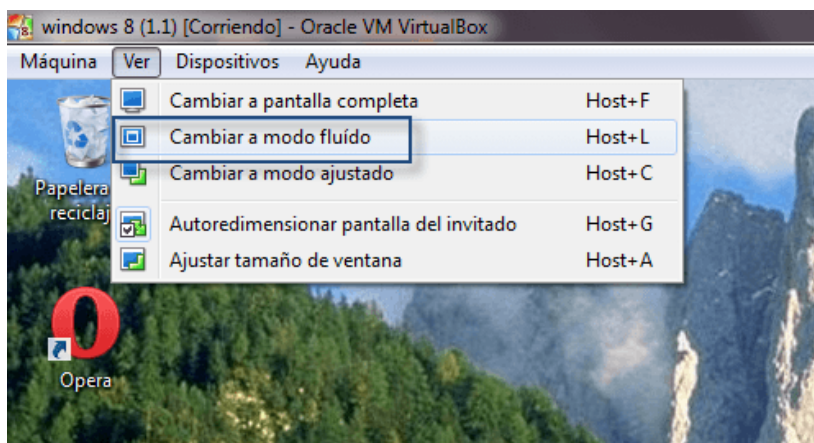 windows 8 (1.1) [Corriendo] - Oracle VM VirtualBox
Máquina Ver Dispositivos Ayuda
Cambiar a pantalla completa Host+F
Cambiar a modo fluído Host+L
Cambiar a modo ajustado Host+C
Autoredimensionar pantalla del invitado Host+G
Ajustar tamaño de ventana Host+A
Papelera
reciclaj
Opera